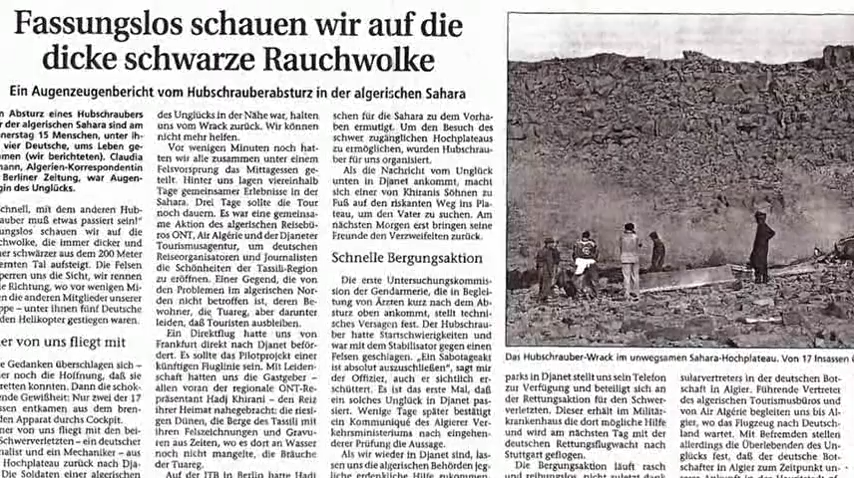 Fassungslos schauen wir auf die
dicke schwarze Rauchwolke
Ein Augenzeugenbericht vom Hubschrauberabsturz in der algerischen Sahara
n Absturz eines Hubschraubers
der algerischen Sahara sind am
nnerstag 15 Menschen, unter ih-
vier Deutsche, ums Leben ge-
mmen (wir berichteten). Claudia
mann, Algerien-Korrespondentin
Berliner Zeitung, war Augen-
gin des Unglücks.
chnell, mit dem anderen Hub-
auber muß etwas passiert sein!"
ungslos schauen wir auf die
chwolke, die immer dicker und
er schwärzer aus dem 200 Meter
ernten Tal aufsteigt. Die Felsen
perren uns die Sicht, wir rennen
ie Richtung, wo vor wenigen Mi-
en die anderen Mitglieder unserer
ppe – unter ihnen fünf Deutsche
den Helikopter gestiegen waren.
er von uns fliegt mit
e Gedanken überschlagen sich –
er noch die Hoffnung, daß sie
retten konnten. Dann die schok-
nde Gewißheit: Nur zwei der 17
ssen entkamen aus dem bren-
den Apparat durchs Cockpit.
ner von uns fliegt mit den bei-
Schwerverletzten – ein deutscher
nalist und ein Mechaniker – aus
Hochplateau zurück nach Dja-
Die Soldaten einer algerischen
des Unglücks in der Nähe war, halten
uns vom Wrack zurück. Wir können
nicht mehr helfen.
Vor wenigen Minuten noch hat-
ten wir alle zusammen unter einem
Felsvorsprung das Mittagessen ge-
teilt. Hinter uns lagen viereinhalb
Tage gemeinsamer Erlebnisse in der
Sahara. Drei Tage sollte die Tour
noch dauern. Es war eine gemeinsa-
me Aktion des algerischen Reisebü-
ros ONT, Air Algérie und der Djaneter
Tourismusagentur, um deutschen
Reiseorganisatoren und Journalisten
die Schönheiten der Tassili-Region
zu eröffnen. Einer Gegend, die von
den Problemen im algerischen Nor-
den nicht betroffen ist, deren Be-
wohner, die Tuareg, aber darunter
leiden, daß Touristen ausbleiben.
Ein Direktflug hatte uns von
Frankfurt direkt nach Djanet beför-
dert. Es sollte das Pilotprojekt einer
künftigen Fluglinie sein. Mit Leiden-
schaft hatten uns die Gastgeber –
allen voran der regionale ONT-Re-
präsentant Hadj Khirani – den Reiz
ihrer Heimat nahegebracht: die riesi-
gen Dünen, die Berge des Tassili mit
ihren Felszeichnungen und Gravu-
ren aus Zeiten, wo es dort an Wasser
noch nicht mangelte, die Bräuche
der Tuareg.
Auf der ITB in Berlin hatte Hadj
schen für die Sahara zu dem Vorha-
ben ermutigt. Um den Besuch des
schwer zugänglichen Hochplateaus
zu ermöglichen, wurden Hubschrau-
ber für uns organisiert.
Als die Nachricht vom Unglück
unten in Djanet ankommt, macht
sich einer von Khiranis Söhnen zu
Fuß auf den riskanten Weg ins Pla-
teau, um den Vater zu suchen. Am
nächsten Morgen erst bringen seine
Freunde den Verzweifelten zurück.
Schnelle Bergungsaktion
Die erste Untersuchungskommis-
sion der Gendarmerie, die in Beglei-
tung von Ärzten kurz nach dem Ab-
sturz oben ankommt, stellt techni-
sches Versagen fest. Der Hubschrau-
ber hatte Startschwierigkeiten und
war mit dem Stabilisator gegen einen
Felsen geschlagen. „Ein Sabotageakt
ist absolut auszuschließen", sagt mir
der Offizier, auch er sichtlich er-
schüttert. Es ist das erste Mal, daß
ein solches Unglück in Djanet pas-
siert. Wenige Tage später bestätigt
ein Kommuniqué des Algierer Ver-
kehrsministeriums nach eingehen-
derer Prüfung die Aussage.
Als wir wieder in Djanet sind, las-
sen uns die algerischen Behörden jeg-
liche erdenkliche Hilfe zukommen.
Das Hubschrauber-Wrack im unwegsamen Sahara-Hochplateau. Von 17 Insassen
parks in Djanet stellt uns sein Telefon
zur Verfügung und beteiligt sich an
der Rettungsaktion für den Schwer-
verletzten. Dieser erhält im Militär-
krankenhaus die dort mögliche Hilfe
und wird am nächsten Tag mit der
deutschen Rettungsflugwacht nach
Stuttgart geflogen.
Die Bergungsaktion läuft rasch
und reibungslos, nicht zuletzt dank
sularvertreters in der deutschen Bot-
schaft in Algier. Führende Vertreter
des algerischen Tourismusbüros und
von Air Algérie begleiten uns bis Al-
gier, wo das Flugzeug nach Deutsch-
land wartet. Mit Befremden stellen
allerdings die Überlebenden des Un-
glücks fest, daß der deutsche Bot-
schafter in Algier zum Zeitpunkt un-